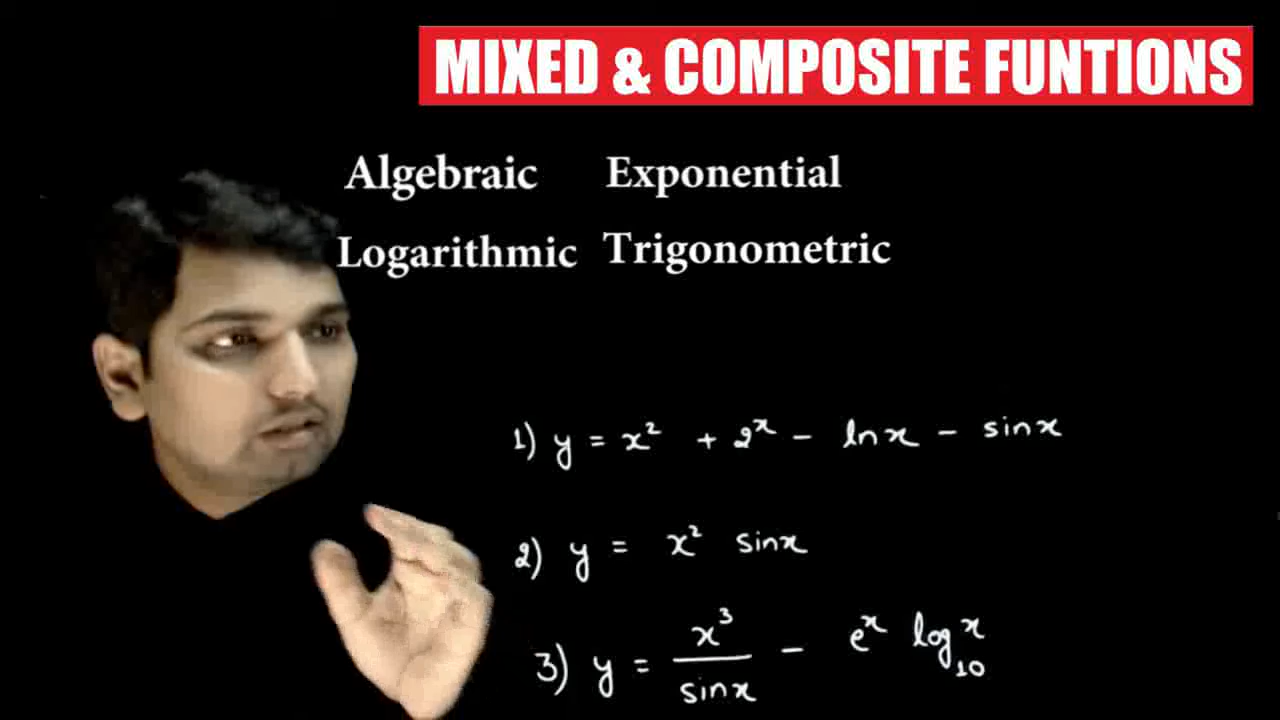 MIXED & COMPOSITE FUNTIONS
Algebraic Exponential
Logarithmic Trigonometric
1) y = x² + 2ˣ - ln x - sin x
2) y = x² sin x
3) y = x³/sin x - eˣ log₁₀ x